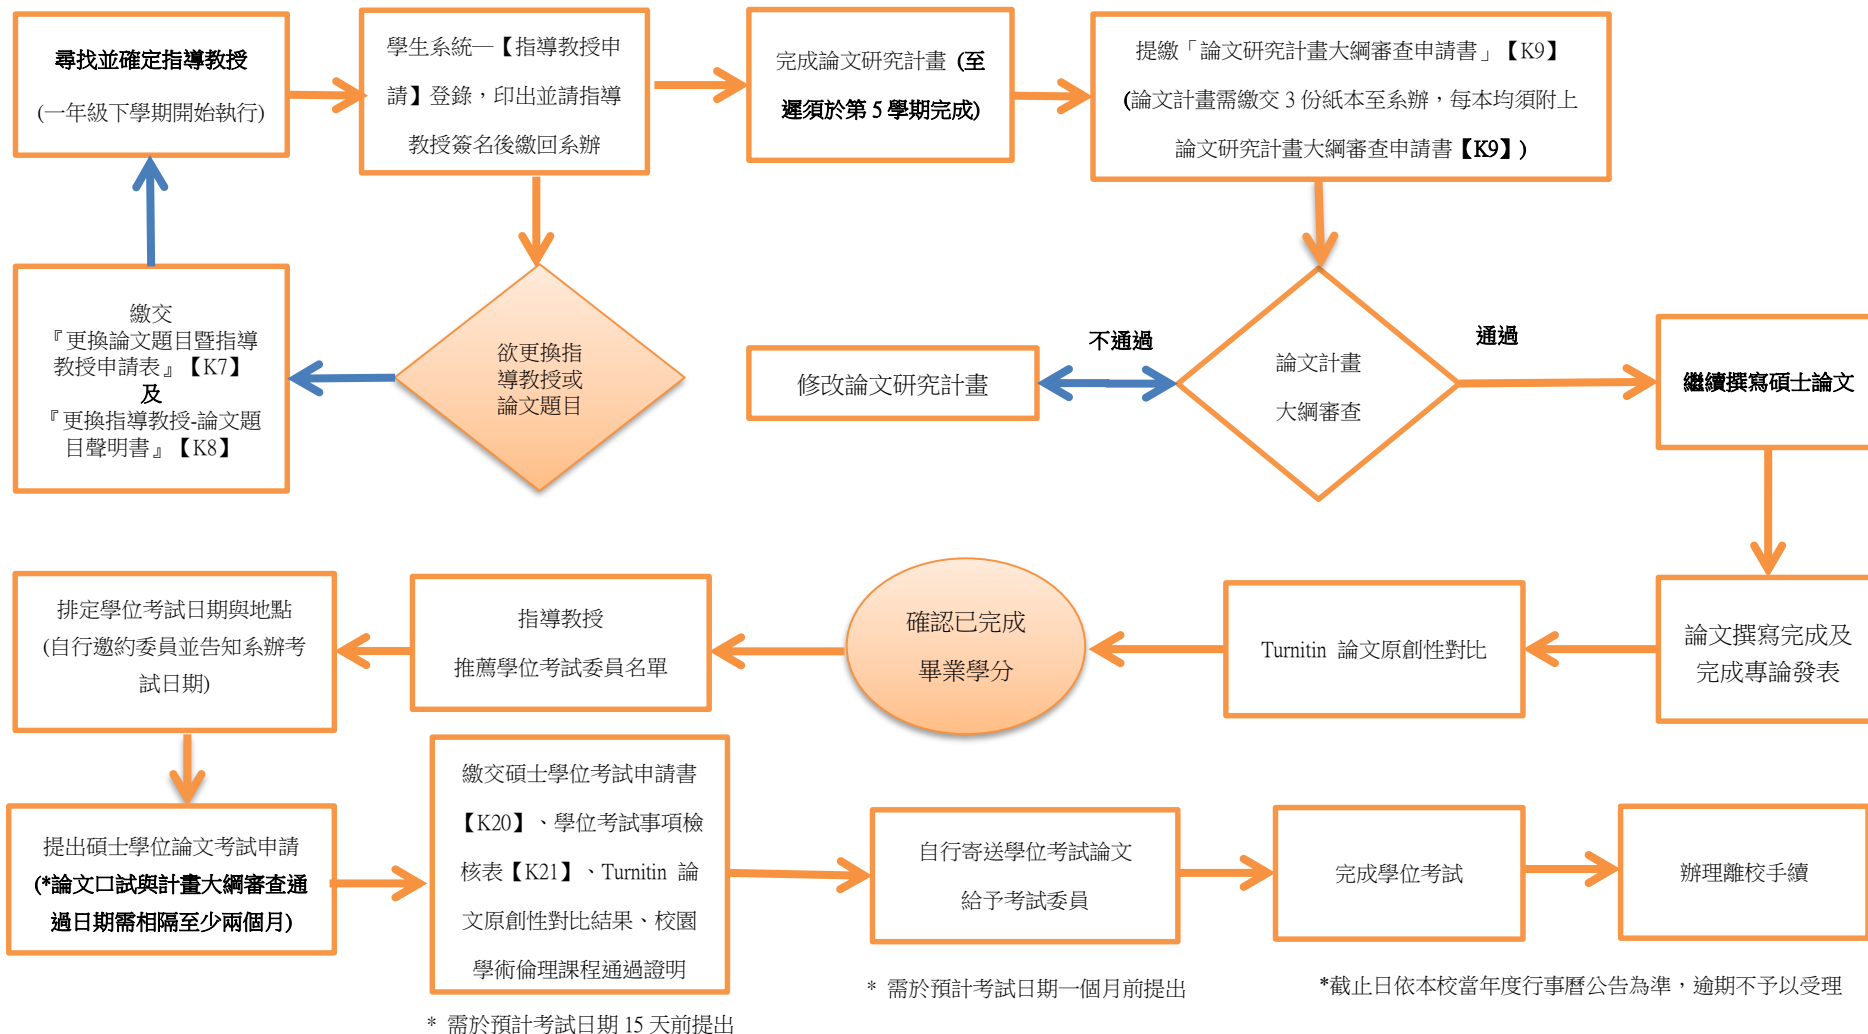 尋找並確定指導教授
(一年級下學期開始執行)
學生系統─【指導教授申
請】登錄，印出並請指導
教授簽名後繳回系辦
完成論文研究計畫 (至
遲須於第 5 學期完成)
提繳「論文研究計畫大綱審查申請書」【K9】
(論文計畫需繳交 3 份紙本至系辦，每本均須附上
論文研究計畫大綱審查申請書【K9】)
繳交
『更換論文題目暨指導
教授申請表』【K7】
及
『更換指導教授-論文題
目聲明書』【K8】
欲更換指
導教授或
論文題目
修改論文研究計畫
不通過
論文計畫
大綱審查
通過
繼續撰寫碩士論文
論文撰寫完成及
完成專論發表
Turnitin 論文原創性對比
確認已完成
畢業學分
指導教授
推薦學位考試委員名單
排定學位考試日期與地點
(自行邀約委員並告知系辦考
試日期)
提出碩士學位論文考試申請
(*論文口試與計畫大綱審查通
過日期需相隔至少兩個月)
繳交碩士學位考試申請書
【K20】、學位考試事項檢
核表【K21】、Turnitin 論
文原創性對比結果、校園
學術倫理課程通過證明
* 需於預計考試日期 15 天前提出
自行寄送學位考試論文
給予考試委員
* 需於預計考試日期一個月前提出
完成學位考試
辦理離校手續
*截止日依本校當年度行事曆公告為準，逾期不予以受理